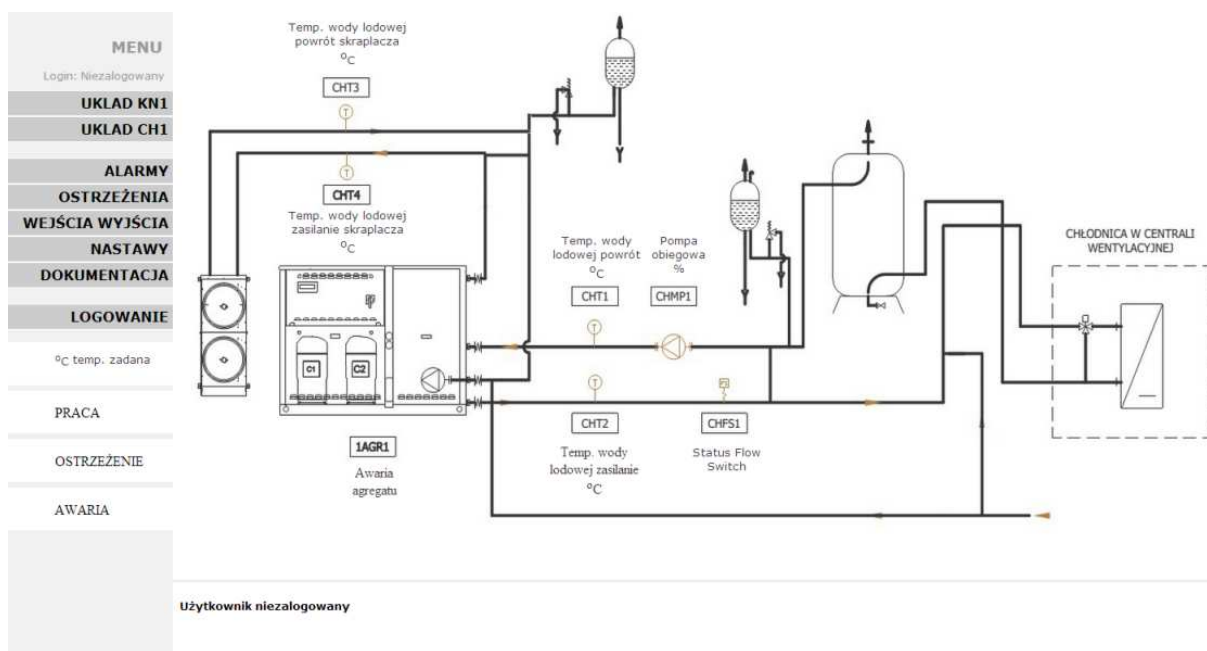 MENU
Login: Niezalogowany
UKLAD KN1
UKLAD CH1
ALARMY
OSTRZEŻENIA
WEJŚCIA WYJŚCIA
NASTAWY
DOKUMENTACJA
LOGOWANIE
°C temp. zadana
PRACA
OSTRZEŻENIE
AWARIA
Temp. wody lodowej
powrót skraplacza
°C
CHT3
T
T
CHT4
Temp. wody lodowej
zasilanie skraplacza
°C
C1
C2
1AGR1
Awaria
agregatu
Temp. wody
lodowej powrót
°C
CHT1
T
Pompa
obiegowa
%
CHMP1
T
CHT2
Temp. wody
lodowej zasilanie
°C
CHFS1
Status Flow
Switch
CHŁODNICA W CENTRALI
WENTYLACYJNEJ
Użytkownik niezalogowany